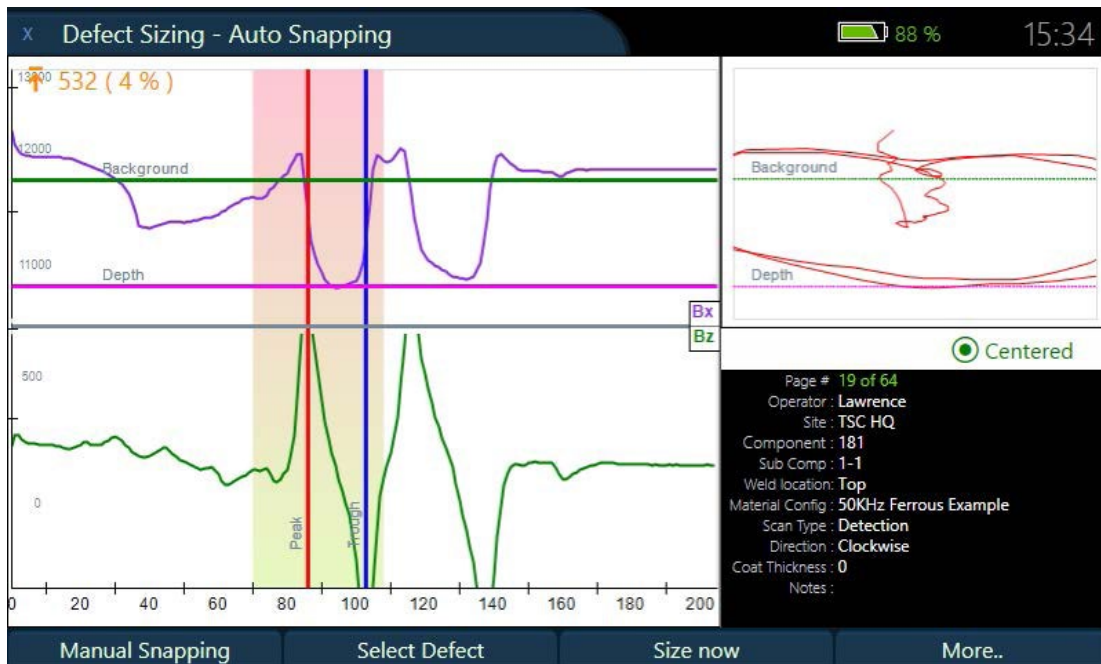 X Defect Sizing - Auto Snapping 88 % 15:34
13000
532 ( 4 % )
12000
Background
11000
Depth
Bx
Bz
500
0
Peak
Trough
0 20 40 60 80 100 120 140 160 180 200
Background
Depth
Centered
Page # 19 of 64
Operator : Lawrence
Site : TSC HQ
Component : 181
Sub Comp : 1-1
Weld location: Top
Material Config : 50KHz Ferrous Example
Scan Type : Detection
Direction : Clockwise
Coat Thickness : 0
Notes :
Manual Snapping Select Defect Size now More..